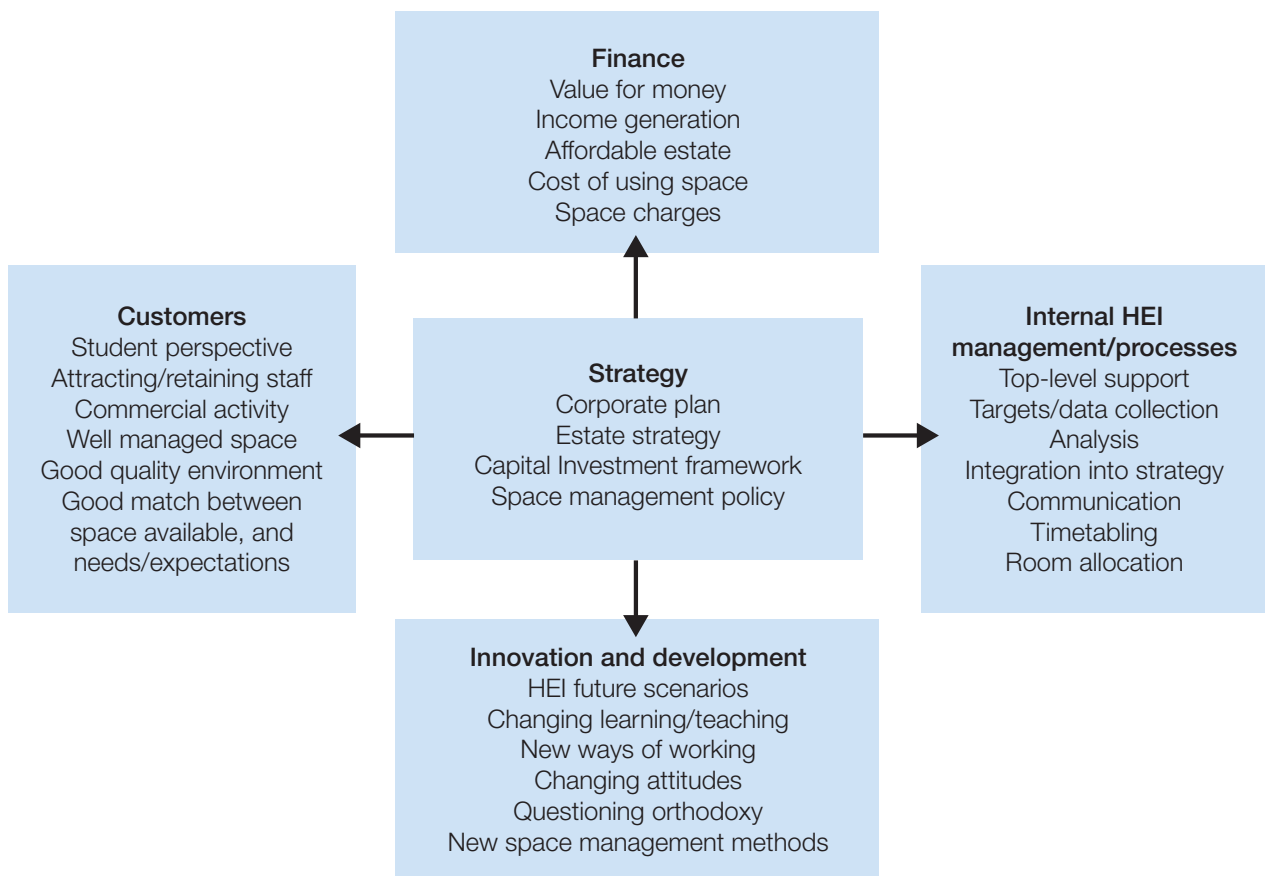 Finance
Value for money
Income generation
Affordable estate
Cost of using space
Space charges
Customers
Student perspective
Attracting/retaining staff
Commercial activity
Well managed space
Good quality environment
Good match between
space available, and
needs/expectations
Strategy
Corporate plan
Estate strategy
Capital Investment framework
Space management policy
Internal HEI
management/processes
Top-level support
Targets/data collection
Analysis
Integration into strategy
Communication
Timetabling
Room allocation
Innovation and development
HEI future scenarios
Changing learning/teaching
New ways of working
Changing attitudes
Questioning orthodoxy
New space management methods